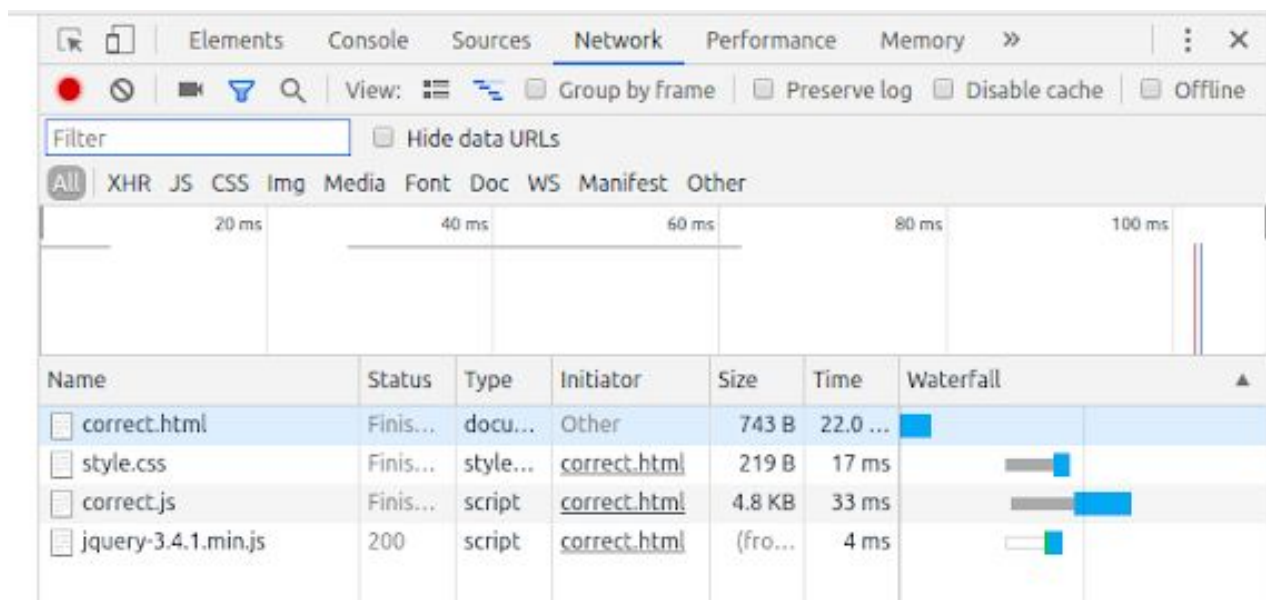 Elements Console Sources Network Performance Memory »
View: Group by frame Preserve log Disable cache Offline
Filter Hide data URLs
All XHR JS CSS Img Media Font Doc WS Manifest Other
20 ms 40 ms 60 ms 80 ms 100 ms
Name Status Type Initiator Size Time Waterfall
correct.html Finis... docu... Other 743 B 22.0 ...
style.css Finis... style... correct.html 219 B 17 ms
correct.js Finis... script correct.html 4.8 KB 33 ms
jquery-3.4.1.min.js 200 script correct.html (fro... 4 ms